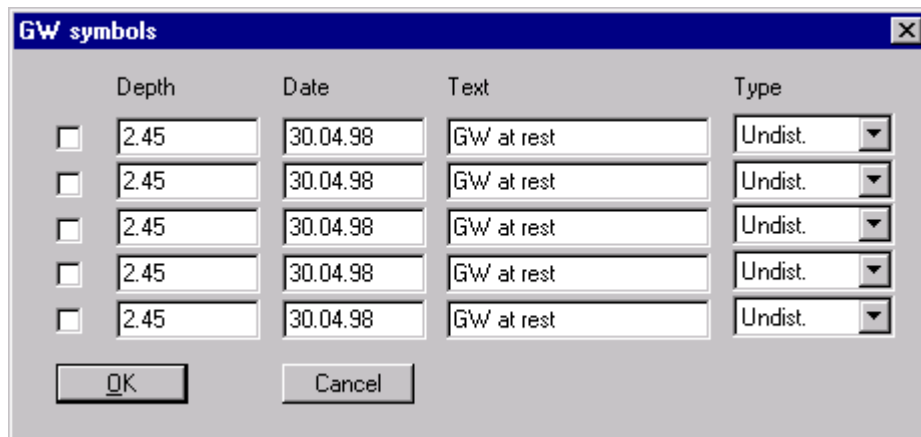 GW symbols
Depth Date Text Type
2.45 30.04.98 GW at rest Undist.
2.45 30.04.98 GW at rest Undist.
2.45 30.04.98 GW at rest Undist.
2.45 30.04.98 GW at rest Undist.
2.45 30.04.98 GW at rest Undist.
OK Cancel